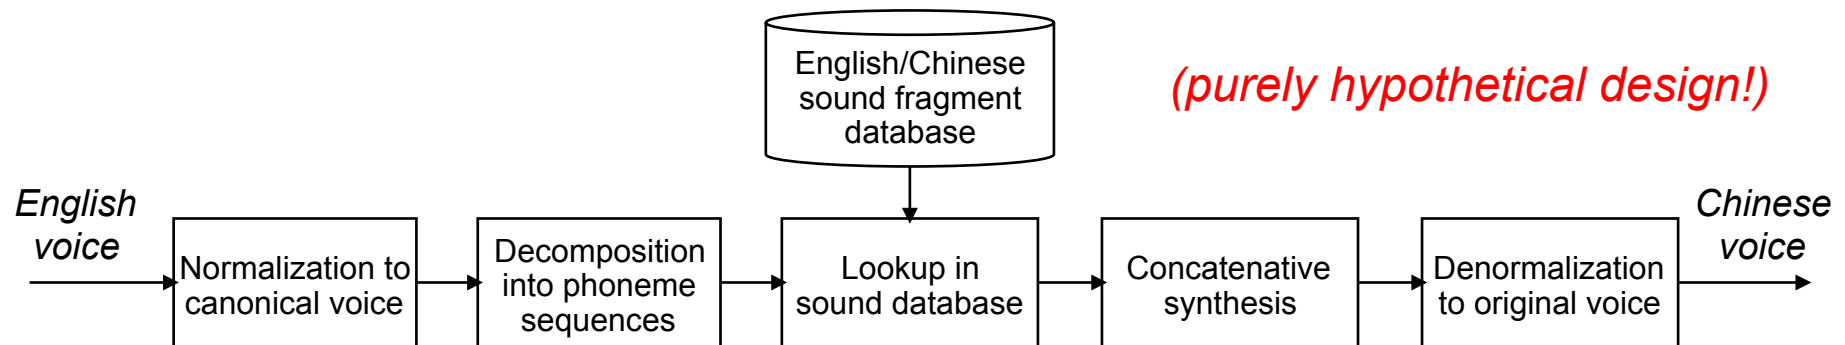 English/Chinese
sound fragment
database
(purely hypothetical design!)
English
voice
Normalization to
canonical voice
Decomposition
into phoneme
sequences
Lookup in
sound database
Concatenative
synthesis
Denormalization
to original voice
Chinese
voice